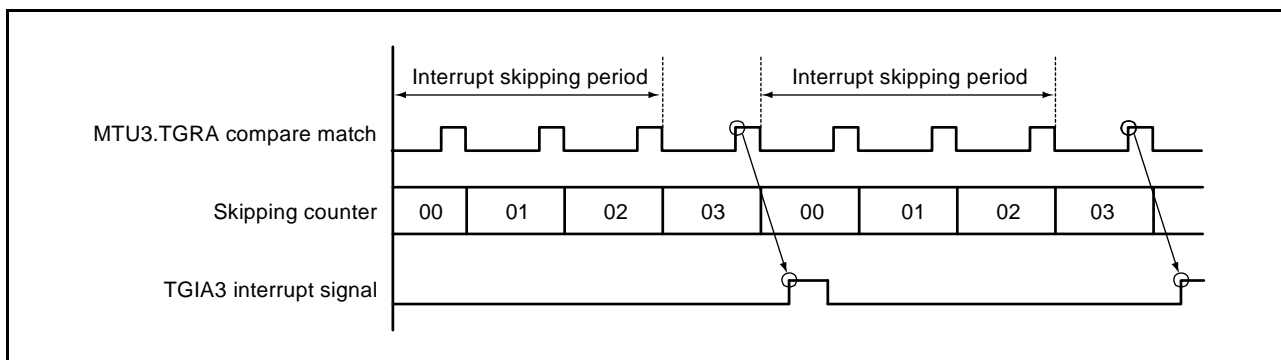 Interrupt skipping period Interrupt skipping period
MTU3.TGRA compare match
Skipping counter 00 01 02 03 00 01 02 03
TGIA3 interrupt signal